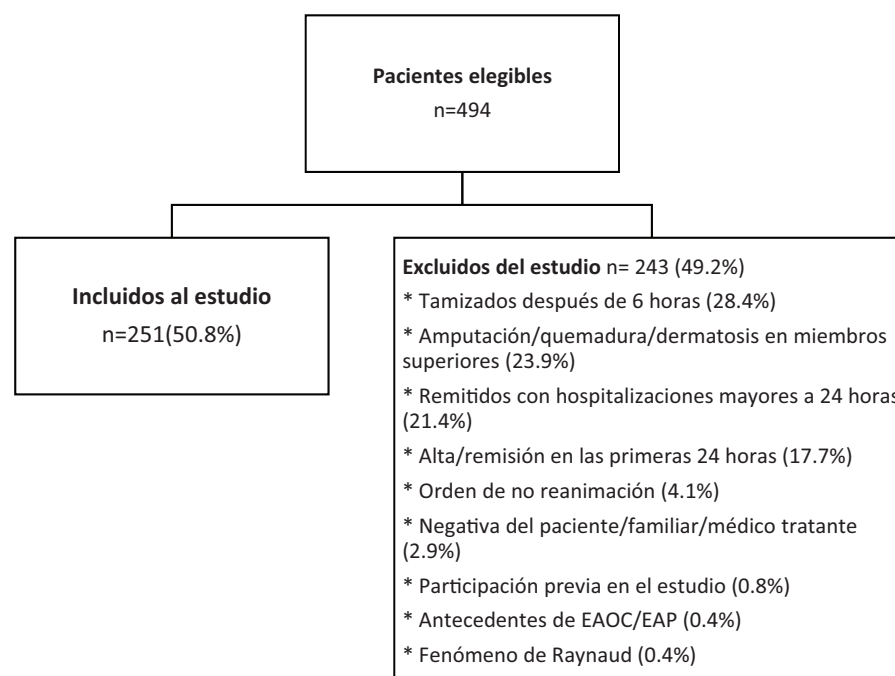 Pacientes elegibles
n=494
Incluidos al estudio
n=251(50.8%)
Excluidos del estudio n= 243 (49.2%)
* Tamizados después de 6 horas (28.4%)
* Amputación/quemadura/dermatosis en miembros
superiores (23.9%)
* Remitidos con hospitalizaciones mayores a 24 horas
(21.4%)
* Alta/remisión en las primeras 24 horas (17.7%)
* Orden de no reanimación (4.1%)
* Negativa del paciente/familiar/médico tratante
(2.9%)
* Participación previa en el estudio (0.8%)
* Antecedentes de EAOC/EAP (0.4%)
* Fenómeno de Raynaud (0.4%)